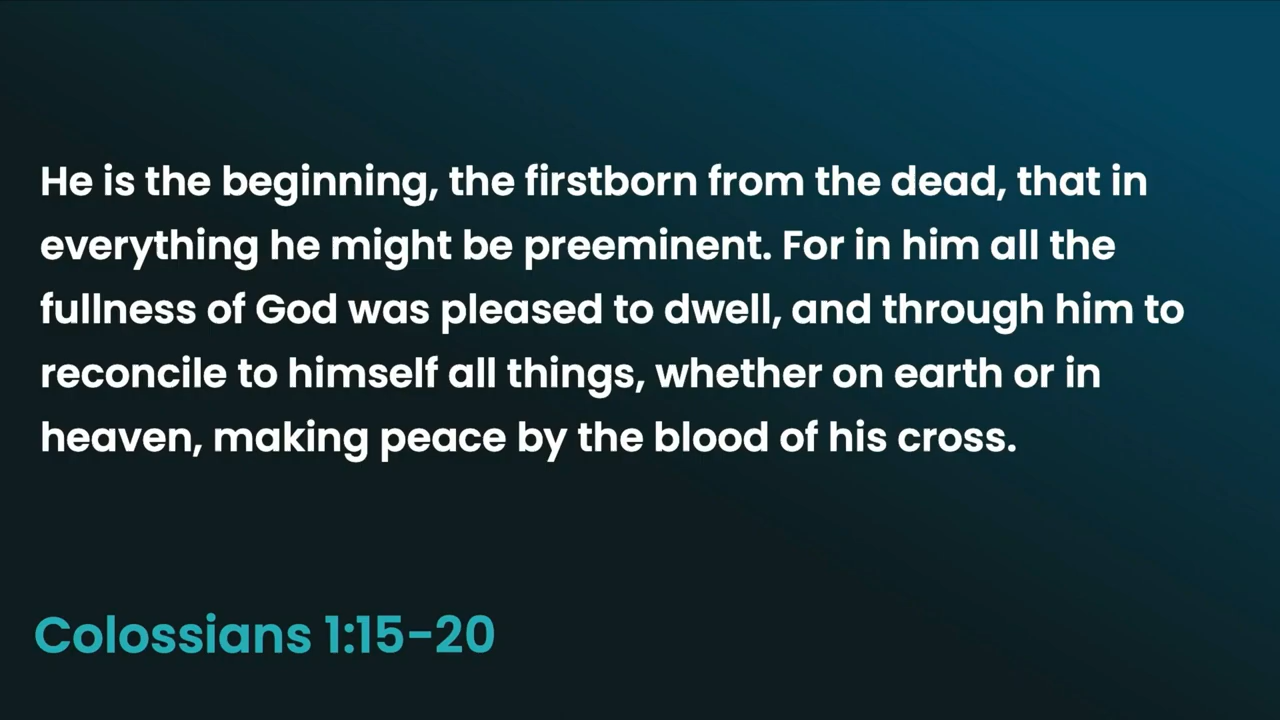 He is the beginning, the firstborn from the dead, that in
everything he might be preeminent. For in him all the
fullness of God was pleased to dwell, and through him to
reconcile to himself all things, whether on earth or in
heaven, making peace by the blood of his cross.
Colossians 1:15-20